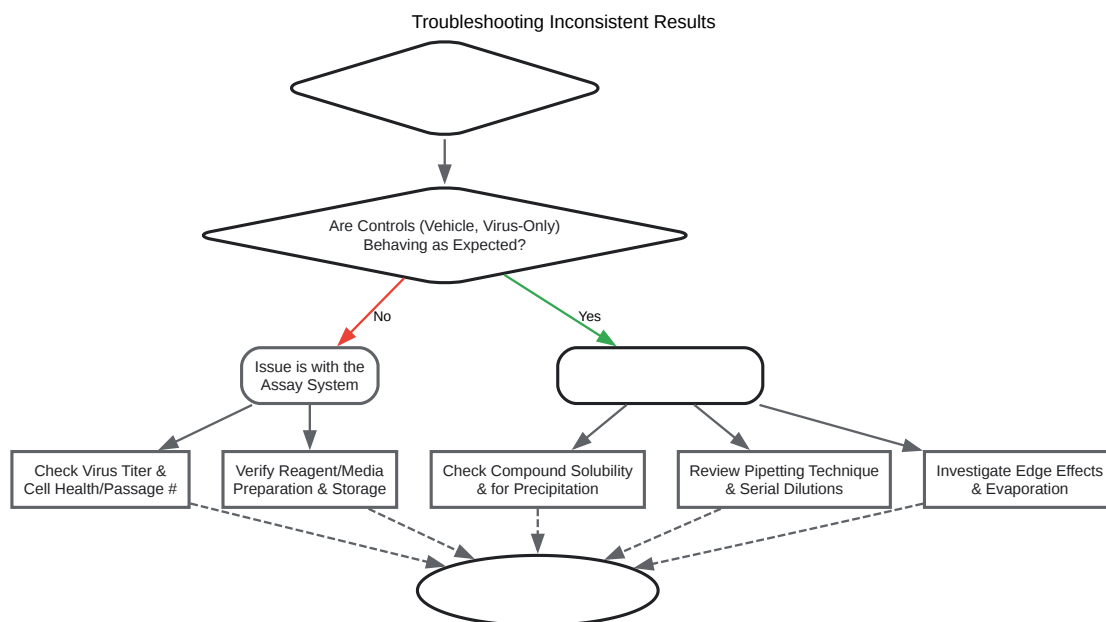 Troubleshooting Inconsistent Results
Are Controls (Vehicle, Virus-Only)
Behaving as Expected?
No
Yes
Issue is with the
Assay System
Check Virus Titer &
Cell Health/Passage #
Verify Reagent/Media
Preparation & Storage
Check Compound Solubility
& for Precipitation
Review Pipetting Technique
& Serial Dilutions
Investigate Edge Effects
& Evaporation